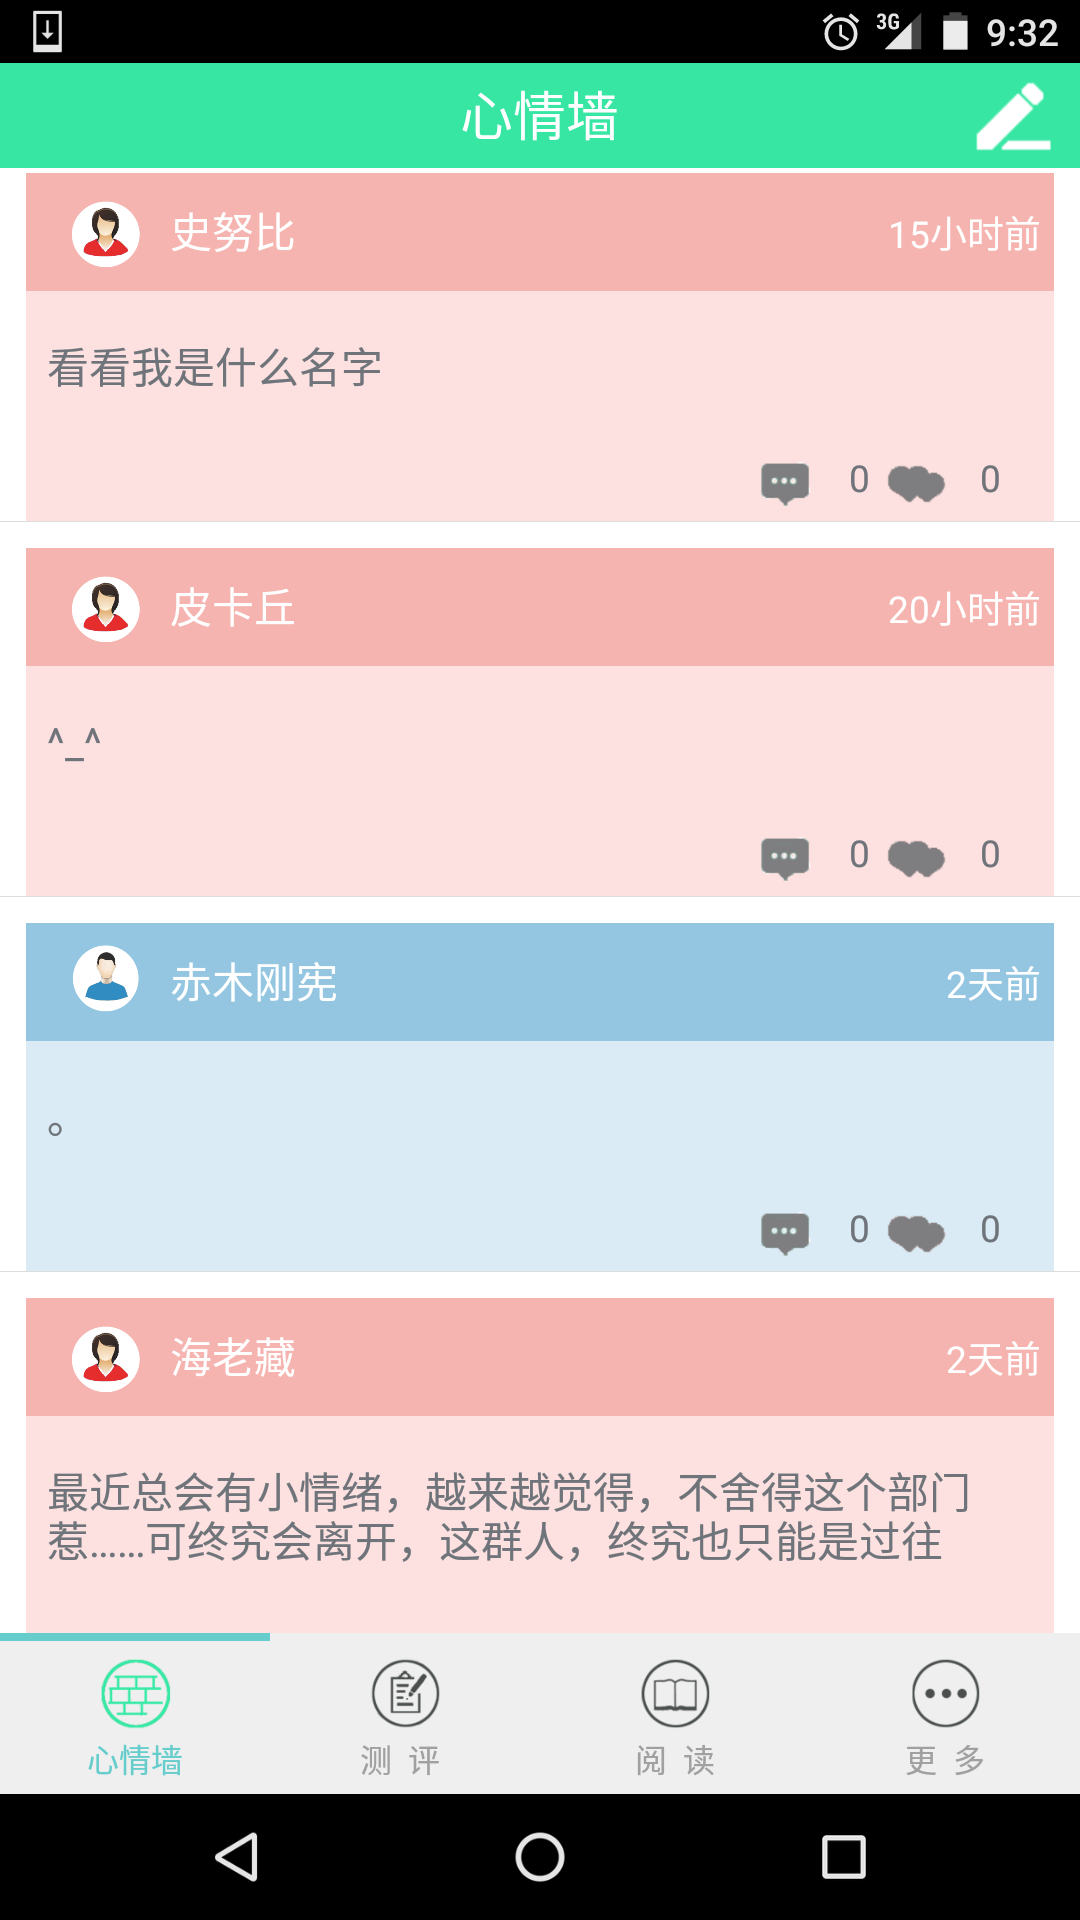 3G 9:32
心情墙
史努比 15小时前
看看我是什么名字
0 0
皮卡丘 20小时前
^_^
0 0
赤木刚宪 2天前
。
0 0
海老藏 2天前
最近总会有小情绪，越来越觉得，不舍得这个部门
惹……可终究会离开，这群人，终究也只能是过往
心情墙 测 评 阅 读 更 多